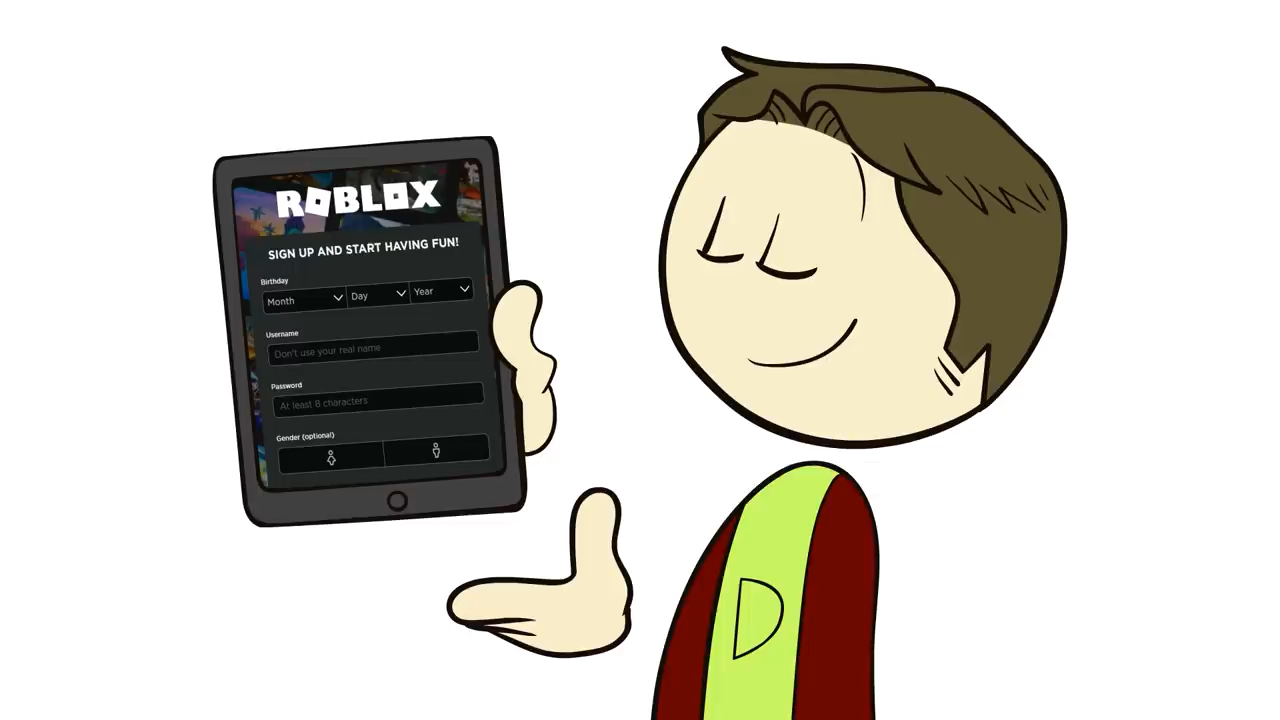 ROBLOX
SIGN UP AND START HAVING FUN!
Birthday
Month Day Year
Username
Don't use your real name
Password
At least 8 characters
Gender (optional)
D